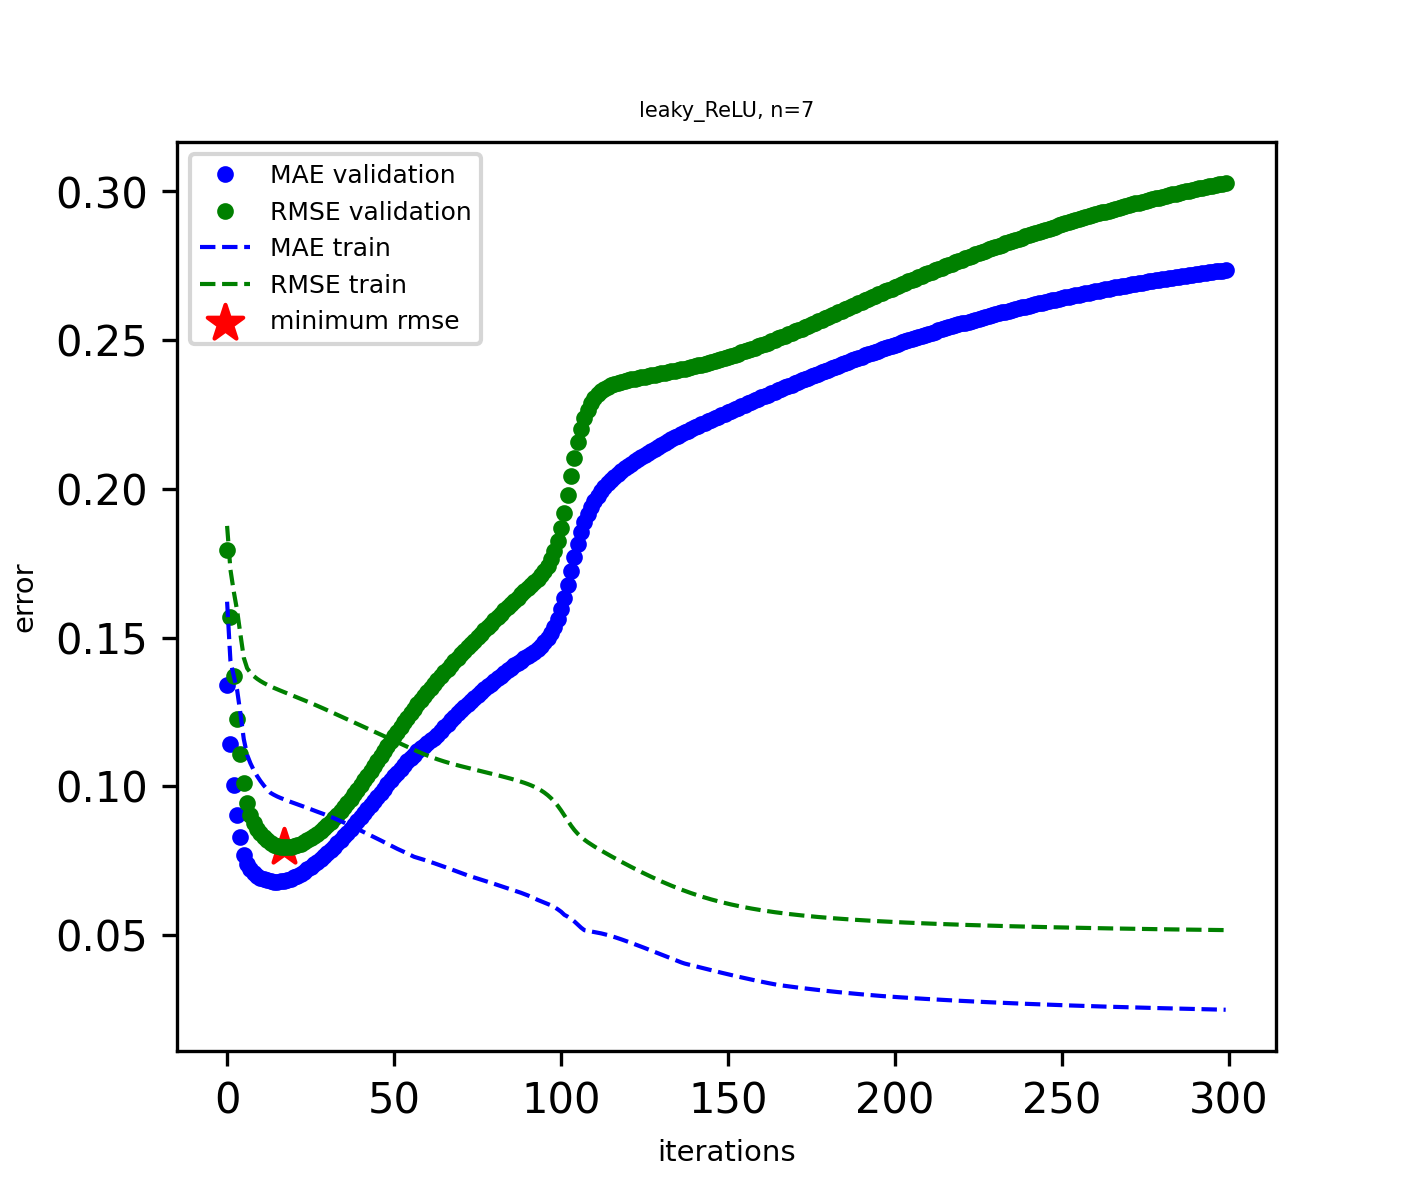 leaky_ReLU, n=7
MAE validation
RMSE validation
MAE train
RMSE train
minimum rmse
0.30
0.25
0.20
0.15
0.10
0.05
error
0 50 100 150 200 250 300
iterations